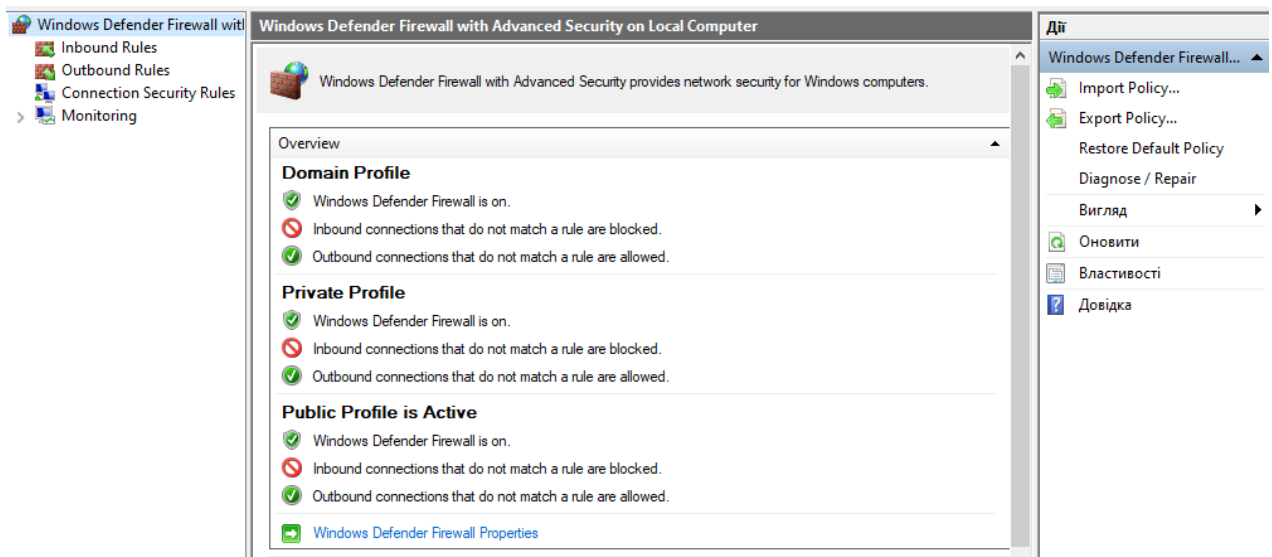 Windows Defender Firewall with
Inbound Rules
Outbound Rules
Connection Security Rules
Monitoring
Windows Defender Firewall with Advanced Security on Local Computer
Windows Defender Firewall with Advanced Security provides network security for Windows computers.
Overview
Domain Profile
Windows Defender Firewall is on.
Inbound connections that do not match a rule are blocked.
Outbound connections that do not match a rule are allowed.
Private Profile
Windows Defender Firewall is on.
Inbound connections that do not match a rule are blocked.
Outbound connections that do not match a rule are allowed.
Public Profile is Active
Windows Defender Firewall is on.
Inbound connections that do not match a rule are blocked.
Outbound connections that do not match a rule are allowed.
Windows Defender Firewall Properties
Дії
Windows Defender Firewall...
Import Policy...
Export Policy...
Restore Default Policy
Diagnose / Repair
Вигляд
Оновити
Властивості
Довідка